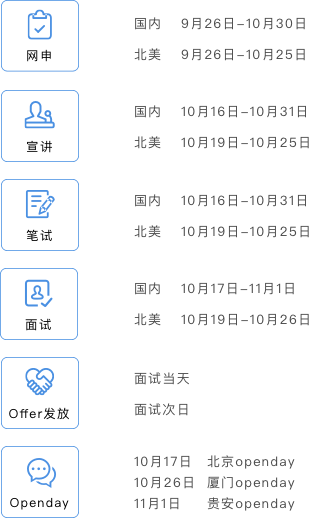 网申
国内 9月26日-10月30日
北美 9月26日-10月25日
宣讲
国内 10月16日-10月31日
北美 10月19日-10月25日
笔试
国内 10月16日-10月31日
北美 10月19日-10月25日
面试
国内 10月17日-11月1日
北美 10月19日-10月26日
Offer发放
面试当天
面试次日
Openday
10月17日 北京openday
10月26日 厦门openday
11月1日 贵安openday